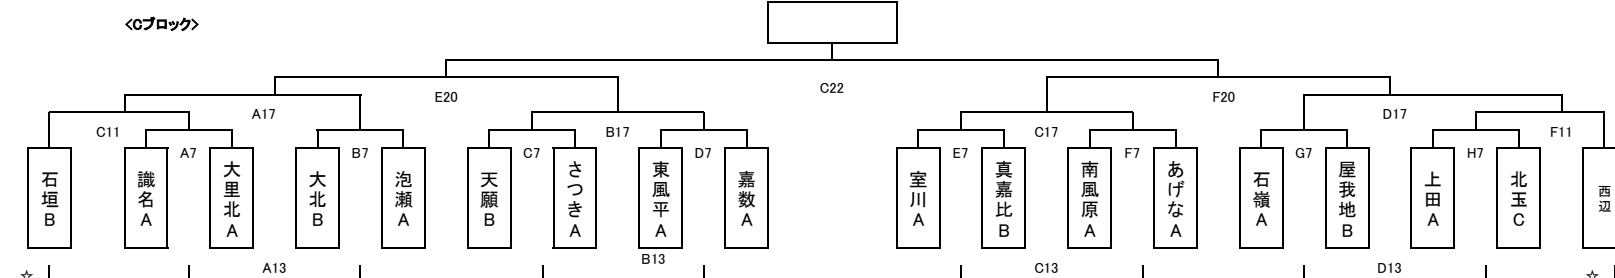 <Cブロック>
C22
E20
F20
A17
D17
C11
B17
C17
F11
A7
B7
C7
D7
E7
F7
G7
H7
石垣B
識名A
大里北A
大北B
泡瀬A
天願B
さつきA
東風平A
嘉数A
室川A
真嘉比B
南風原A
あげなA
石嶺A
屋我地B
上田A
北玉C
西辺
☆
A13
B13
C13
D13
☆